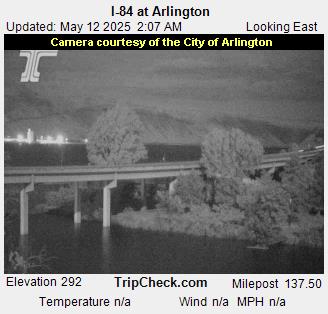 I-84 at Arlington
Updated: May 12 2025 2:07 AM Looking East
Camera courtesy of the City of Arlington
Elevation 292 TripCheck.com Milepost 137.50
Temperature n/a Wind n/a MPH n/a